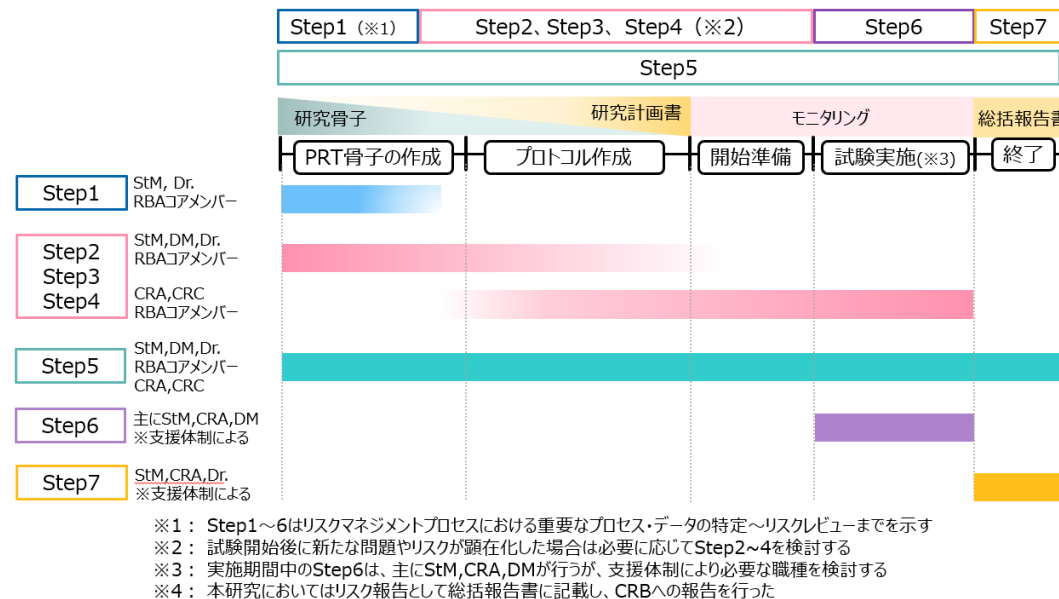 Step1（※1）
Step2、Step3、Step4（※2）
Step6
Step7
Step5
研究骨子
研究計画書
モニタリング
総括報告書
PRT骨子の作成
プロトコル作成
開始準備
試験実施(※3)
終了
Step1
StM, Dr.
RBAコアメンバー
Step2
Step3
Step4
StM,DM,Dr.
RBAコアメンバー
CRA,CRC
RBAコアメンバー
Step5
StM,DM,Dr.
RBAコアメンバー
CRA,CRC
Step6
主にStM,CRA,DM
※支援体制による
Step7
StM,CRA,Dr.
※支援体制による
※1： Step1～6はリスクマネジメントプロセスにおける重要なプロセス・データの特定～リスクレビューまでを示す
※2： 試験開始後に新たな問題やリスクが顕在化した場合は必要に応じてStep2~4を検討する
※3： 実施期間中のStep6は、主にStM,CRA,DMが行うが、支援体制により必要な職種を検討する
※4： 本研究においてはリスク報告として総括報告書に記載し、CRBへの報告を行った